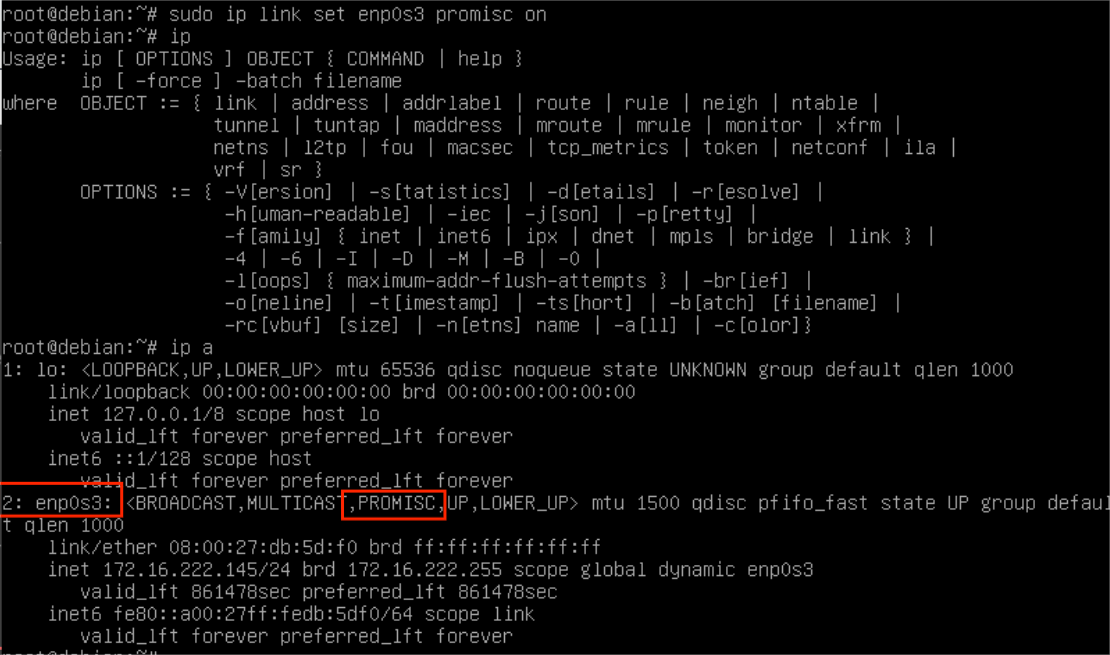 root@debian:~# sudo ip link set enp0s3 promisc on
root@debian:~# ip
Usage: ip [ OPTIONS ] OBJECT { COMMAND | help }
       ip [ -force ] -batch filename
where  OBJECT := { link | address | addrlabel | route | rule | neigh | ntable |
                   tunnel | tuntap | maddress | mroute | mrule | monitor | xfrm |
                   netns | l2tp | fou | macsec | tcp_metrics | token | netconf | ila |
                   vrf | sr }
       OPTIONS := { -V[ersion] | -s[tatistics] | -d[etails] | -r[esolve] |
                    -h[uman-readable] | -iec | -j[son] | -p[retty] |
                    -f[amily] { inet | inet6 | ipx | dnet | mpls | bridge | link } |
                    -4 | -6 | -I | -D | -M | -B | -0 |
                    -l[oops] { maximum-addr-flush-attempts } | -br[ief] |
                    -o[neline] | -t[imestamp] | -ts[hort] | -b[atch] [filename] |
                    -rc[vbuf] [size] | -n[etns] name | -a[ll] | -c[olor]}
root@debian:~# ip a
1: lo: <LOOPBACK,UP,LOWER_UP> mtu 65536 qdisc noqueue state UNKNOWN group default qlen 1000
    link/loopback 00:00:00:00:00:00 brd 00:00:00:00:00:00
    inet 127.0.0.1/8 scope host lo
       valid_lft forever preferred_lft forever
    inet6 ::1/128 scope host
       valid_lft forever preferred_lft forever
2: enp0s3: <BROADCAST,MULTICAST,PROMISC,UP,LOWER_UP> mtu 1500 qdisc pfifo_fast state UP group defaul
t qlen 1000
    link/ether 08:00:27:db:5d:f0 brd ff:ff:ff:ff:ff:ff
    inet 172.16.222.145/24 brd 172.16.222.255 scope global dynamic enp0s3
       valid_lft 861478sec preferred_lft 861478sec
    inet6 fe80::a00:27ff:fedb:5df0/64 scope link
       valid_lft forever preferred_lft forever
root@debian:~#